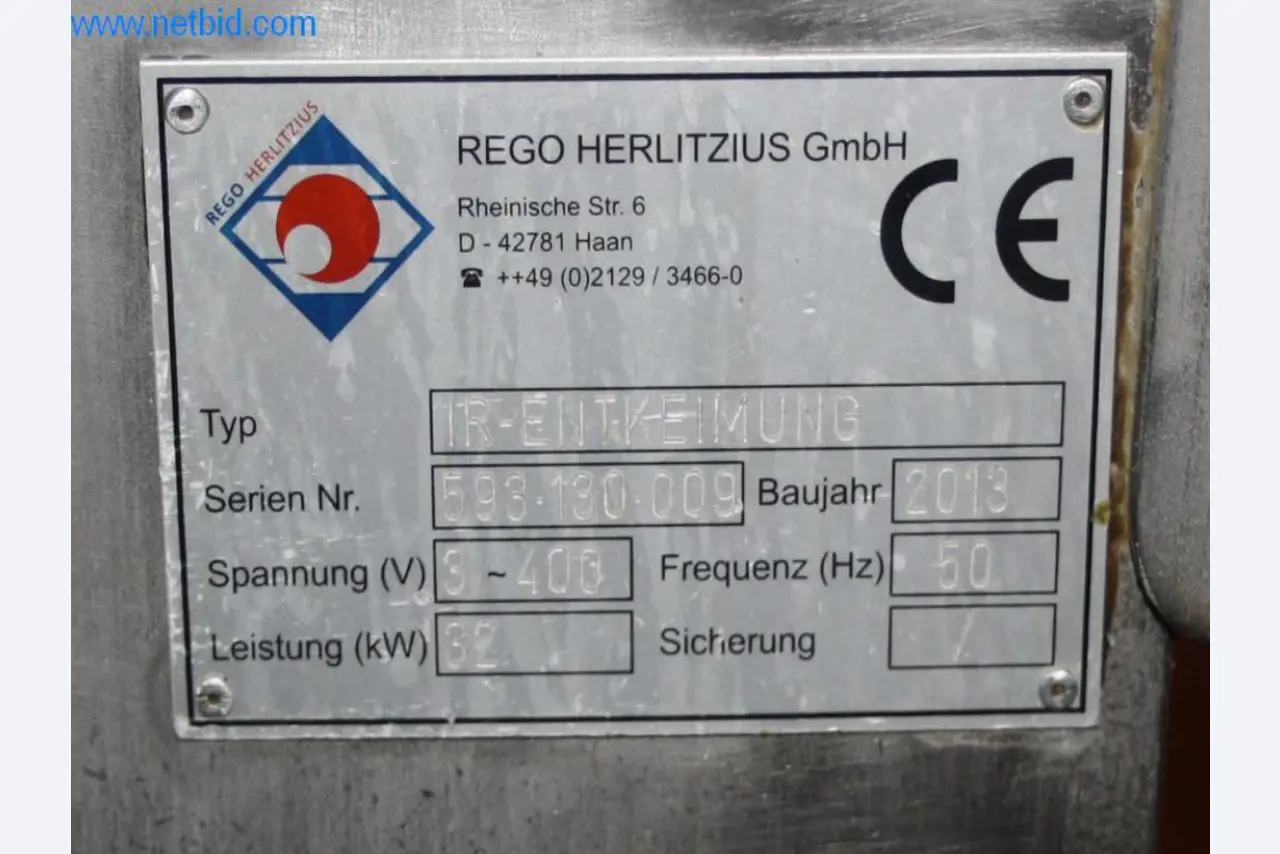 www.netbid.com
REGO HERLITZIUS
REGO HERLITZIUS GmbH
Rheinische Str. 6
D - 42781 Haan
☎ ++49 (0)2129 / 3466-0
CE
Typ IR-ENTKEIMUNG
Serien Nr. 593-130-009 Baujahr 2013
Spannung (V) 3 ~ 400 Frequenz (Hz) 50
Leistung (kW) 32 Sicherung /